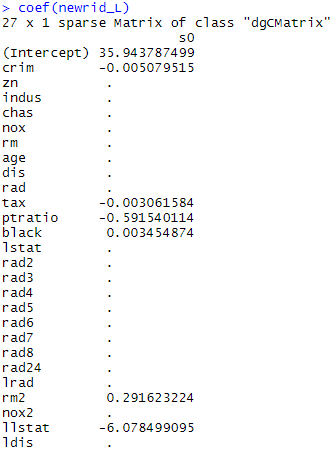 > coef(newrid_L)
27 x 1 sparse Matrix of class "dgCMatrix"
s0
(Intercept) 35.943787499
crim -0.005079515
zn .
indus .
chas .
nox .
rm .
age .
dis .
rad .
tax -0.003061584
ptratio -0.591540114
black 0.003454874
lstat .
rad2 .
rad3 .
rad4 .
rad5 .
rad6 .
rad7 .
rad8 .
rad24 .
lrad .
rm2 0.291623224
nox2 .
llstat -6.078499095
ldis .